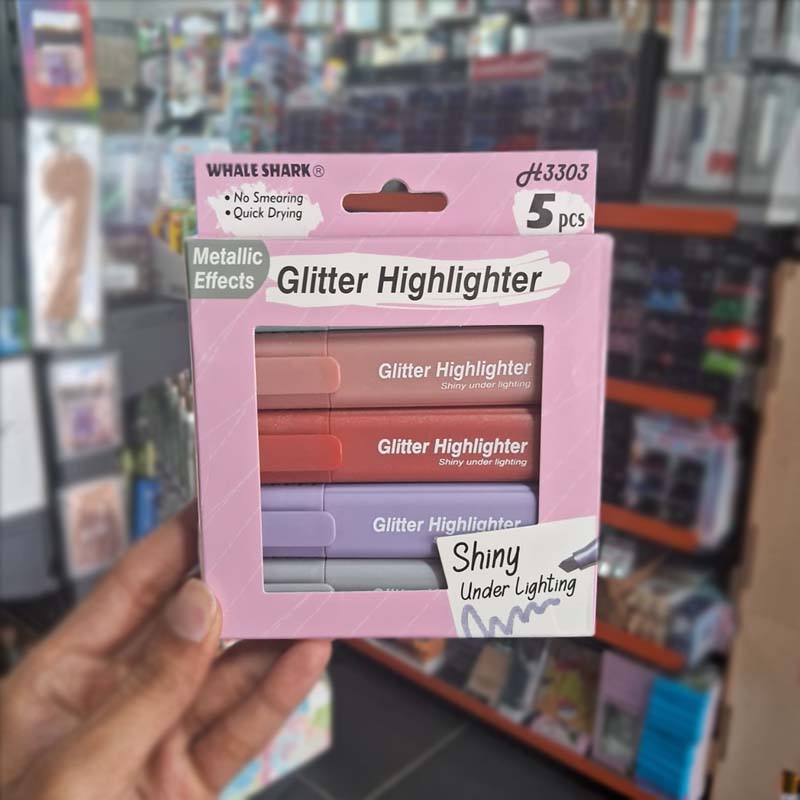 WHALE SHARK®
H3303
• No Smearing
• Quick Drying
5 pcs
Metallic
Effects
Glitter Highlighter
Glitter Highlighter
Shiny under lighting
Glitter Highlighter
Shiny under lighting
Glitter Highlighter
Shiny
Under Lighting